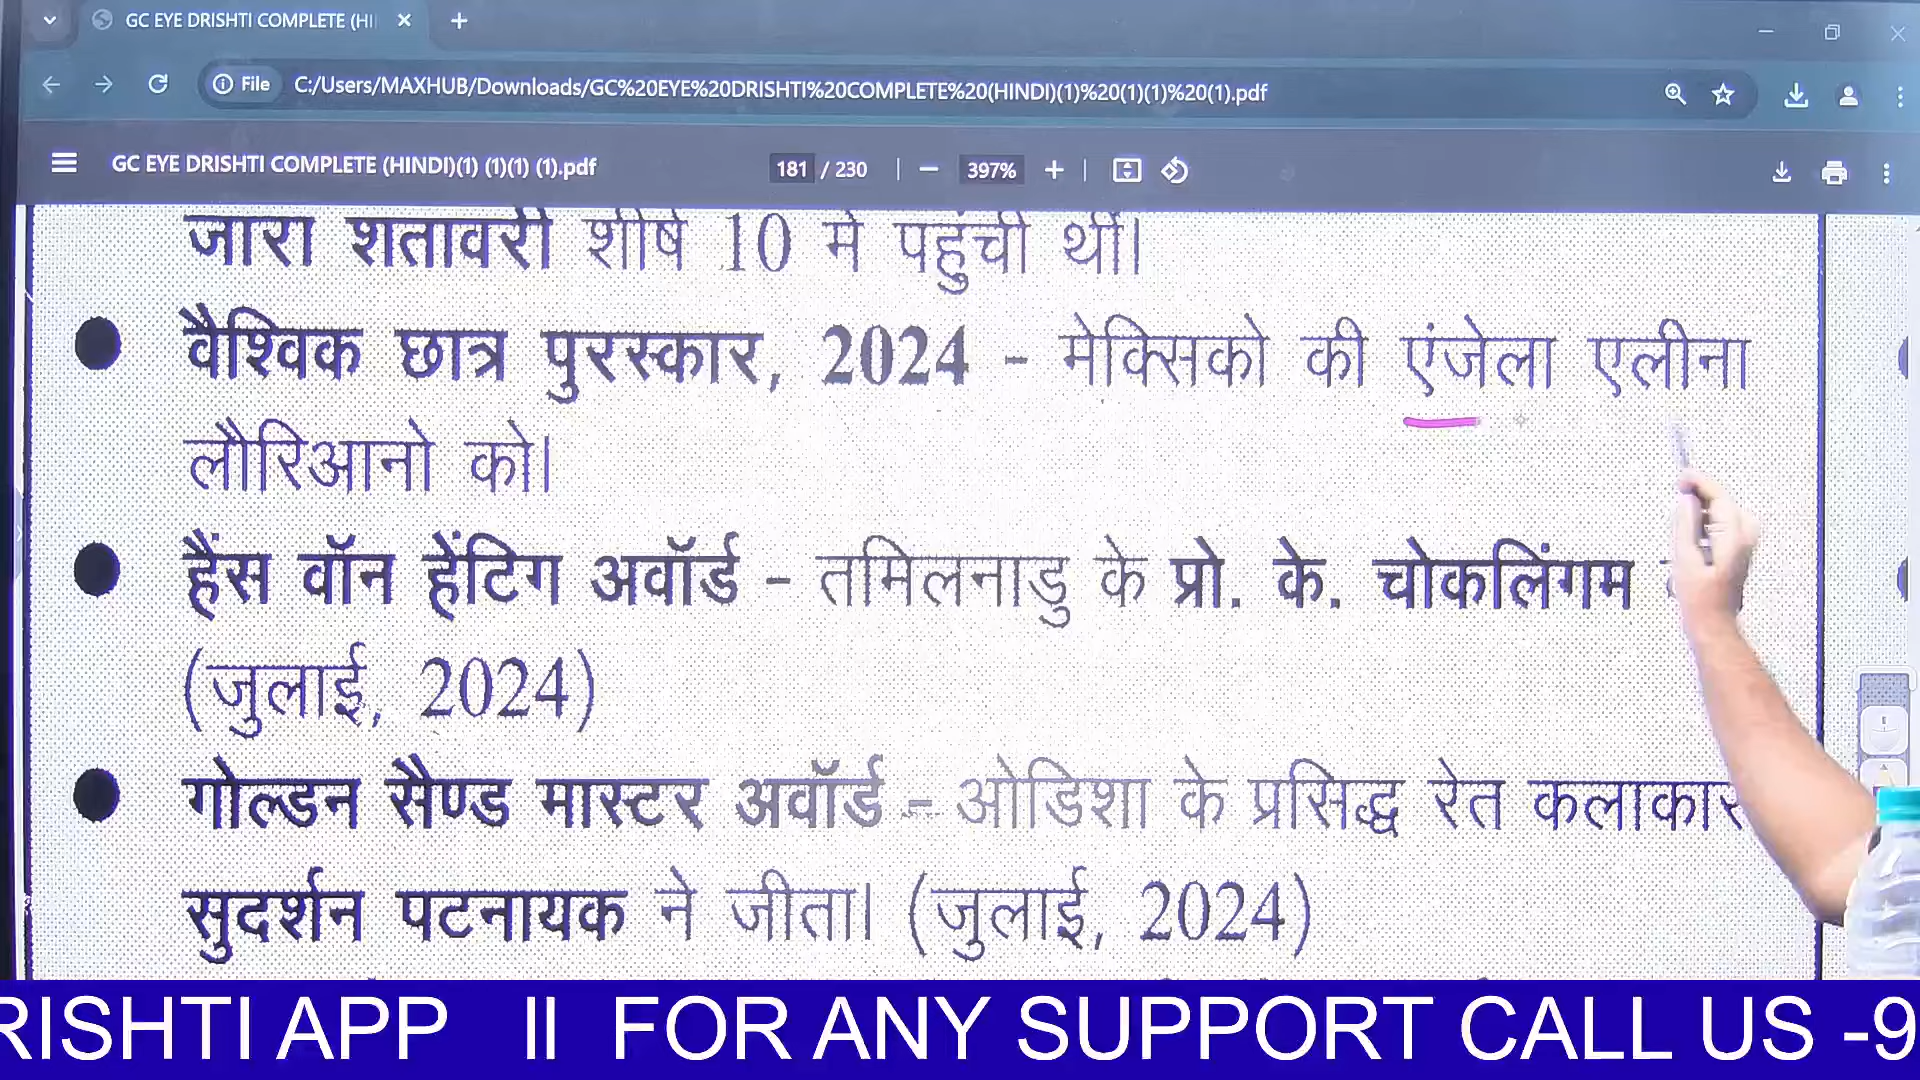 GC EYE DRISHTI COMPLETE (HI
File C:/Users/MAXHUB/Downloads/GC%20EYE%20DRISHTI%20COMPLETE%20(HINDI)(1)%20(1)(1)%20(1).pdf
GC EYE DRISHTI COMPLETE (HINDI)(1) (1)(1) (1).pdf 181 / 230 397%
जारा शतावरी शीर्ष 10 में पहुंची थीं।
वैश्विक छात्र पुरस्कार, 2024 - मेक्सिको की एंजेला एलीना
लौरिआनो को।
हैंस वॉन हेंटिग अवॉर्ड - तमिलनाडु के प्रो. के. चोकलिंगम
(जुलाई, 2024)
गोल्डन सैण्ड मास्टर अवॉर्ड - ओडिशा के प्रसिद्ध रेत कलाकार
सुदर्शन पटनायक ने जीता। (जुलाई, 2024)
RISHTI APP II FOR ANY SUPPORT CALL US -9